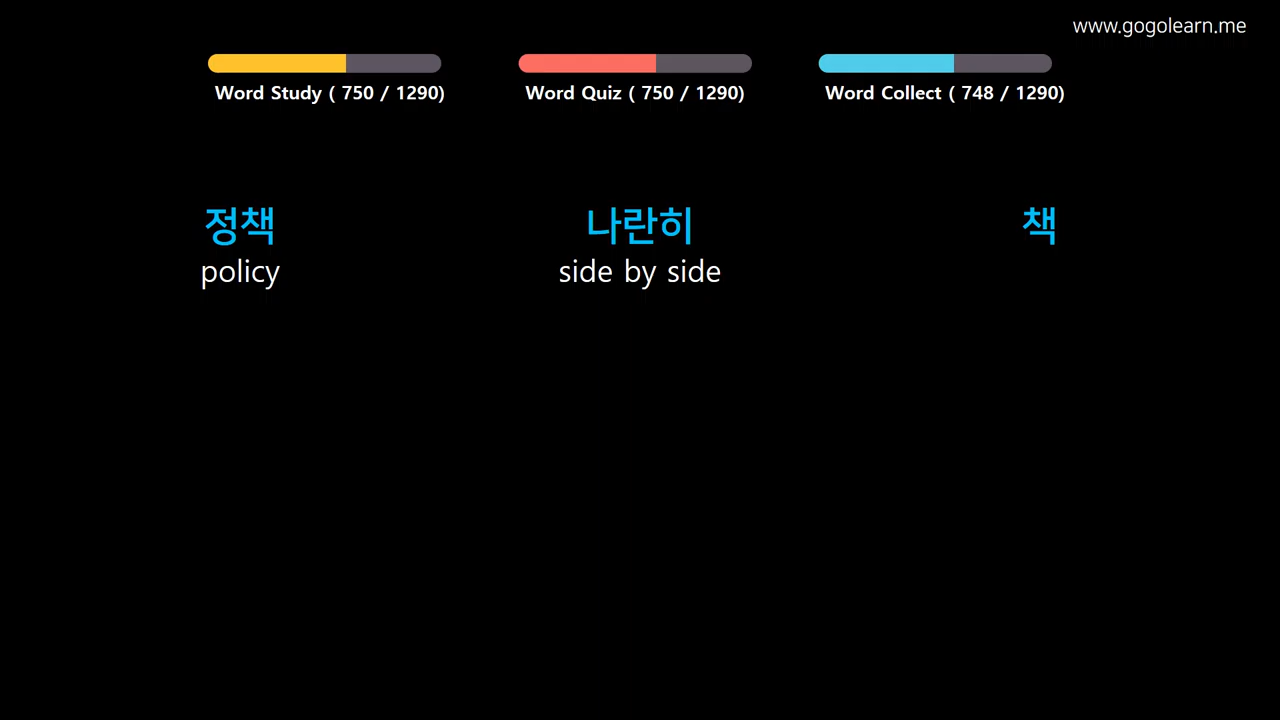 www.gogolearn.me
Word Study ( 750 / 1290)
Word Quiz ( 750 / 1290)
Word Collect ( 748 / 1290)
정책
나란히
책
policy
side by side